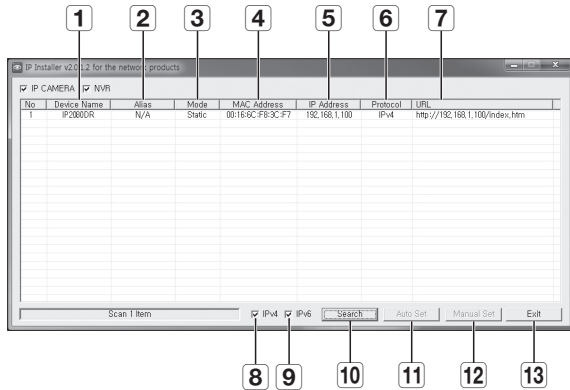 1 2 3 4 5 6 7
IP Installer v2.0.1.2 for the network products
IP CAMERA NVR
No Device Name Alias Mode MAC Address IP Address Protocol URL
1 IP2080DR N/A Static 00:16:6C:F8:9C:F7 192,168,1,100 IPv4 http://192,168,1,100/index,htm
Scan 1 Item IPv4 IPv6 Search Auto Set Manual Set Exit
8 9 10 11 12 13